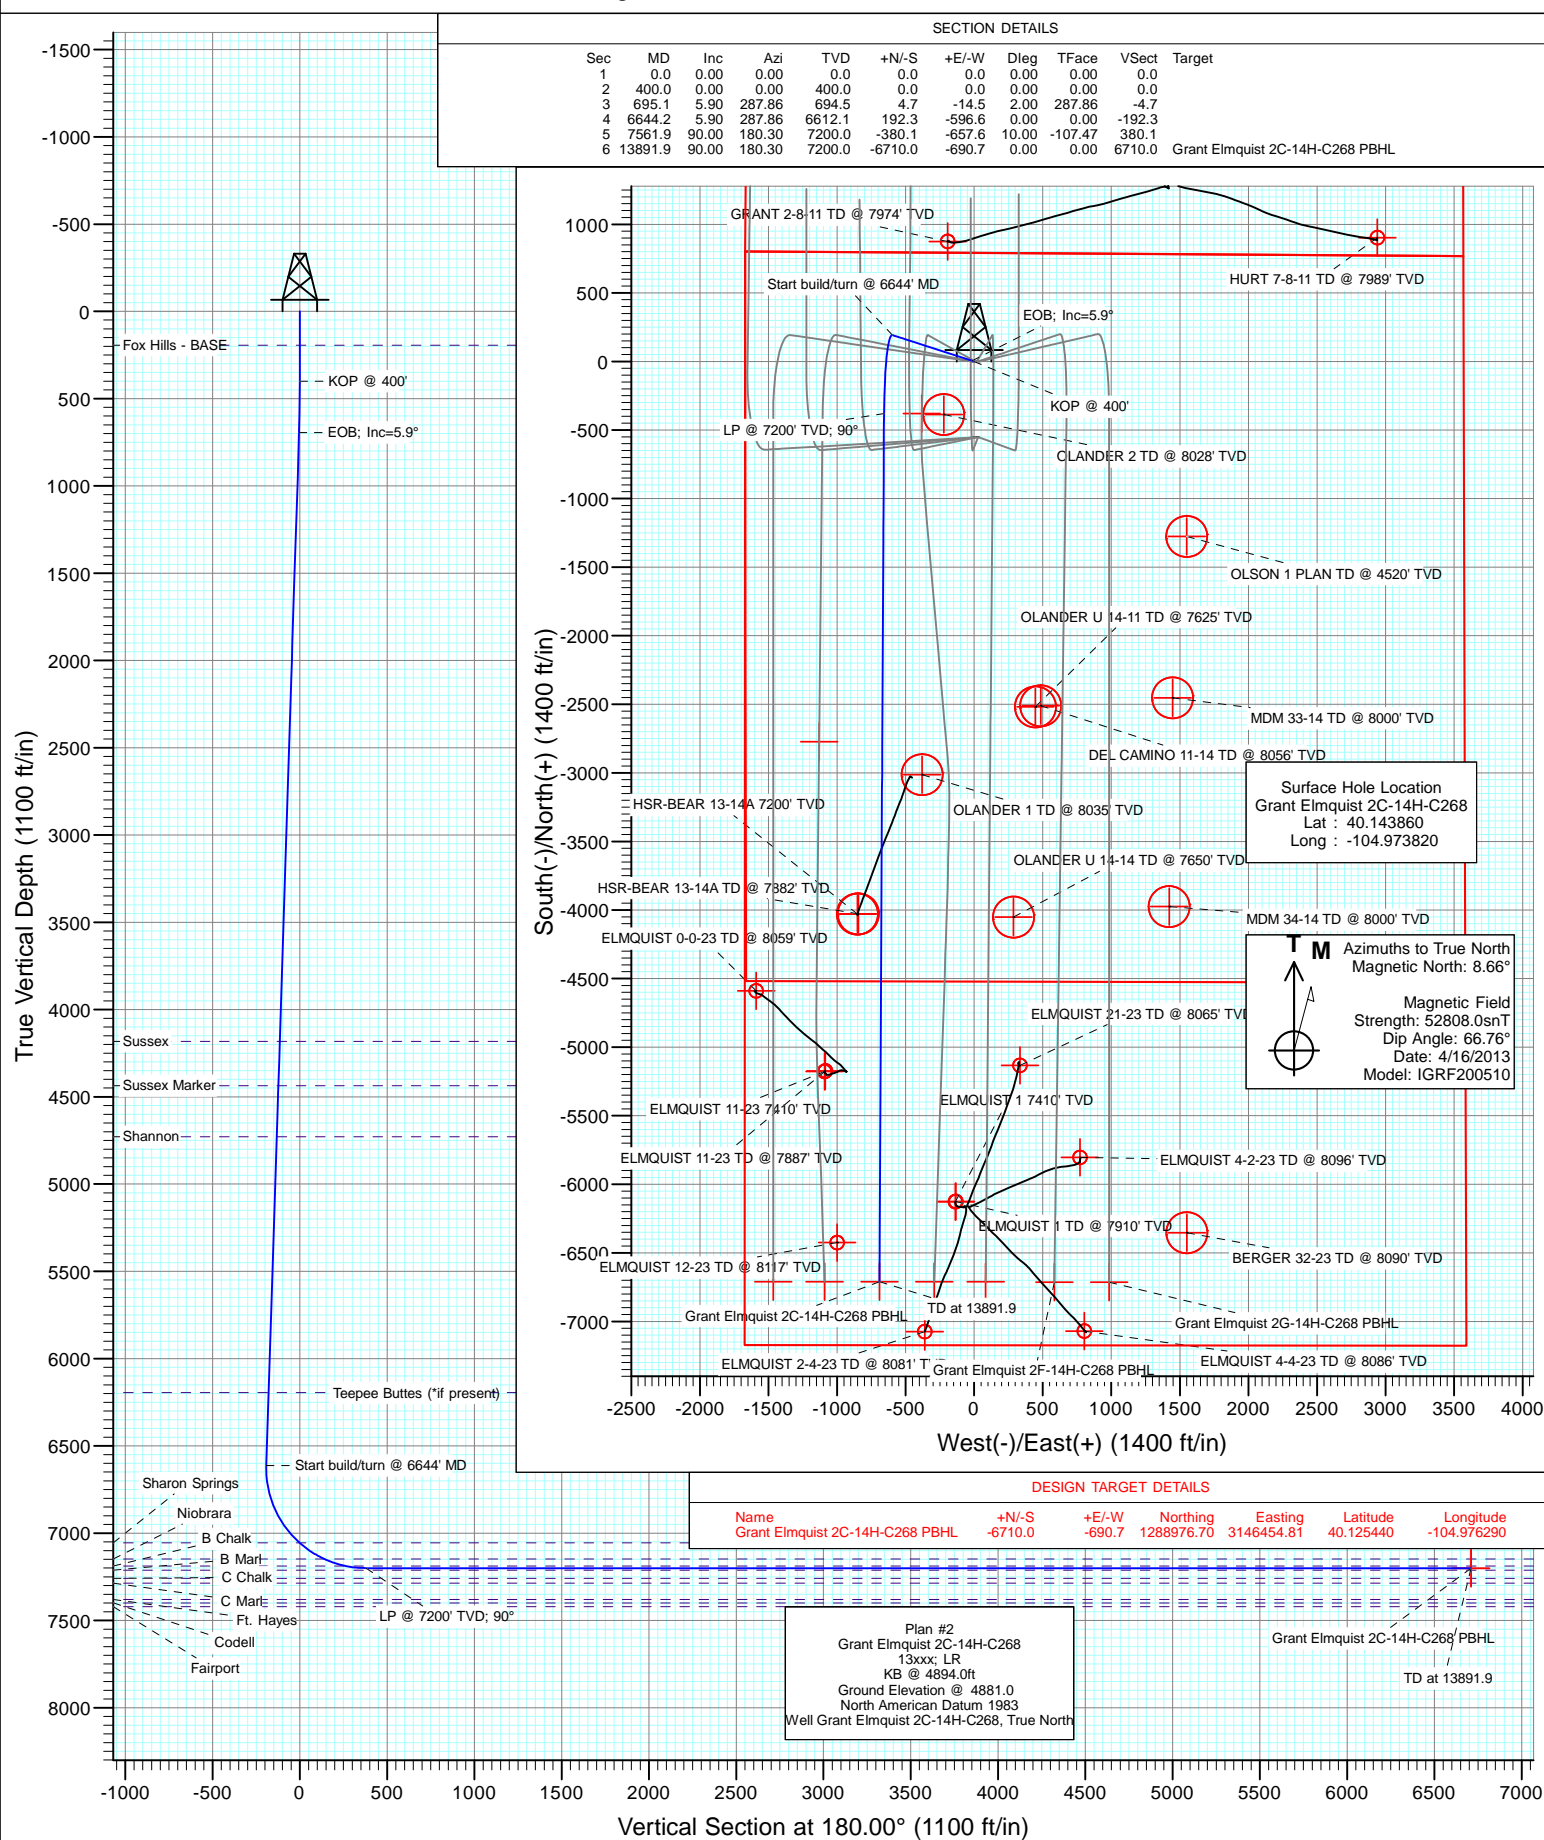 SECTION DETAILS
Sec MD Inc Azi TVD +N/-S +E/-W Dleg TFace VSect Target
1 0.0 0.00 0.00 0.0 0.0 0.0 0.00 0.00 0.0
2 400.0 0.00 0.00 400.0 0.0 0.0 0.00 0.00 0.0
3 695.1 5.90 287.86 694.5 4.7 -14.5 2.00 287.86 -4.7
4 6644.2 5.90 287.86 6612.1 192.3 -596.6 0.00 0.00 -192.3
5 7561.9 90.00 180.30 7200.0 -380.1 -657.6 10.00 -107.47 380.1
6 13891.9 90.00 180.30 7200.0 -6710.0 -690.7 0.00 0.00 6710.0 Grant Elmquist 2C-14H-C268 PBHL
True Vertical Depth (1100 ft/in)
-1500
-1000
-500
0
500
1000
1500
2000
2500
3000
3500
4000
4500
5000
5500
6000
6500
7000
7500
8000
Fox Hills - BASE
KOP @ 400'
EOB; Inc=5.9°
Sussex
Sussex Marker
Shannon
Teepee Buttes (*if present)
Start build/turn @ 6644' MD
Sharon Springs
Niobrara
B Chalk
B Marl
C Chalk
C Marl
Ft. Hayes
Codell
Fairport
LP @ 7200' TVD; 90°
Grant Elmquist 2C-14H-C268 PBHL
TD at 13891.9
-1000 -500 0 500 1000 1500 2000 2500 3000 3500 4000 4500 5000 5500 6000 6500 7000
Vertical Section at 180.00° (1100 ft/in)
South(-)/North(+) (1400 ft/in)
1000
500
0
-500
-1000
-1500
-2000
-2500
-3000
-3500
-4000
-4500
-5000
-5500
-6000
-6500
-7000
GRANT 2-8-11 TD @ 7974' TVD
HURT 7-8-11 TD @ 7989' TVD
Start build/turn @ 6644' MD
EOB; Inc=5.9°
KOP @ 400'
LP @ 7200' TVD; 90°
OLANDER 2 TD @ 8028' TVD
OLSON 1 PLAN TD @ 4520' TVD
OLANDER U 14-11 TD @ 7625' TVD
MDM 33-14 TD @ 8000' TVD
DEL CAMINO 11-14 TD @ 8056' TVD
HSR-BEAR 13-14A 7200' TVD
OLANDER 1 TD @ 8035' TVD
OLANDER U 14-14 TD @ 7650' TVD
HSR-BEAR 13-14A TD @ 7882' TVD
MDM 34-14 TD @ 8000' TVD
ELMQUIST 0-0-23 TD @ 8059' TVD
ELMQUIST 21-23 TD @ 8065' TVD
ELMQUIST 11-23 7410' TVD
ELMQUIST 1 7410' TVD
ELMQUIST 11-23 TD @ 7887' TVD
ELMQUIST 4-2-23 TD @ 8096' TVD
ELMQUIST 1 TD @ 7910' TVD
BERGER 32-23 TD @ 8090' TVD
ELMQUIST 12-23 TD @ 8117' TVD
TD at 13891.9
Grant Elmquist 2C-14H-C268 PBHL
Grant Elmquist 2G-14H-C268 PBHL
ELMQUIST 2-4-23 TD @ 8081'
Grant Elmquist 2F-14H-C268 PBHL
ELMQUIST 4-4-23 TD @ 8086' TVD
-2500 -2000 -1500 -1000 -500 0 500 1000 1500 2000 2500 3000 3500 4000
West(-)/East(+) (1400 ft/in)
Surface Hole Location
Grant Elmquist 2C-14H-C268
Lat : 40.143860
Long : -104.973820
T M
Azimuths to True North
Magnetic North: 8.66°
Magnetic Field
Strength: 52808.0snT
Dip Angle: 66.76°
Date: 4/16/2013
Model: IGRF200510
DESIGN TARGET DETAILS
Name +N/-S +E/-W Northing Easting Latitude Longitude
Grant Elmquist 2C-14H-C268 PBHL -6710.0 -690.7 1288976.70 3146454.81 40.125440 -104.976290
Plan #2
Grant Elmquist 2C-14H-C268
13xxx; LR
KB @ 4894.0ft
Ground Elevation @ 4881.0
North American Datum 1983
Well Grant Elmquist 2C-14H-C268, True North